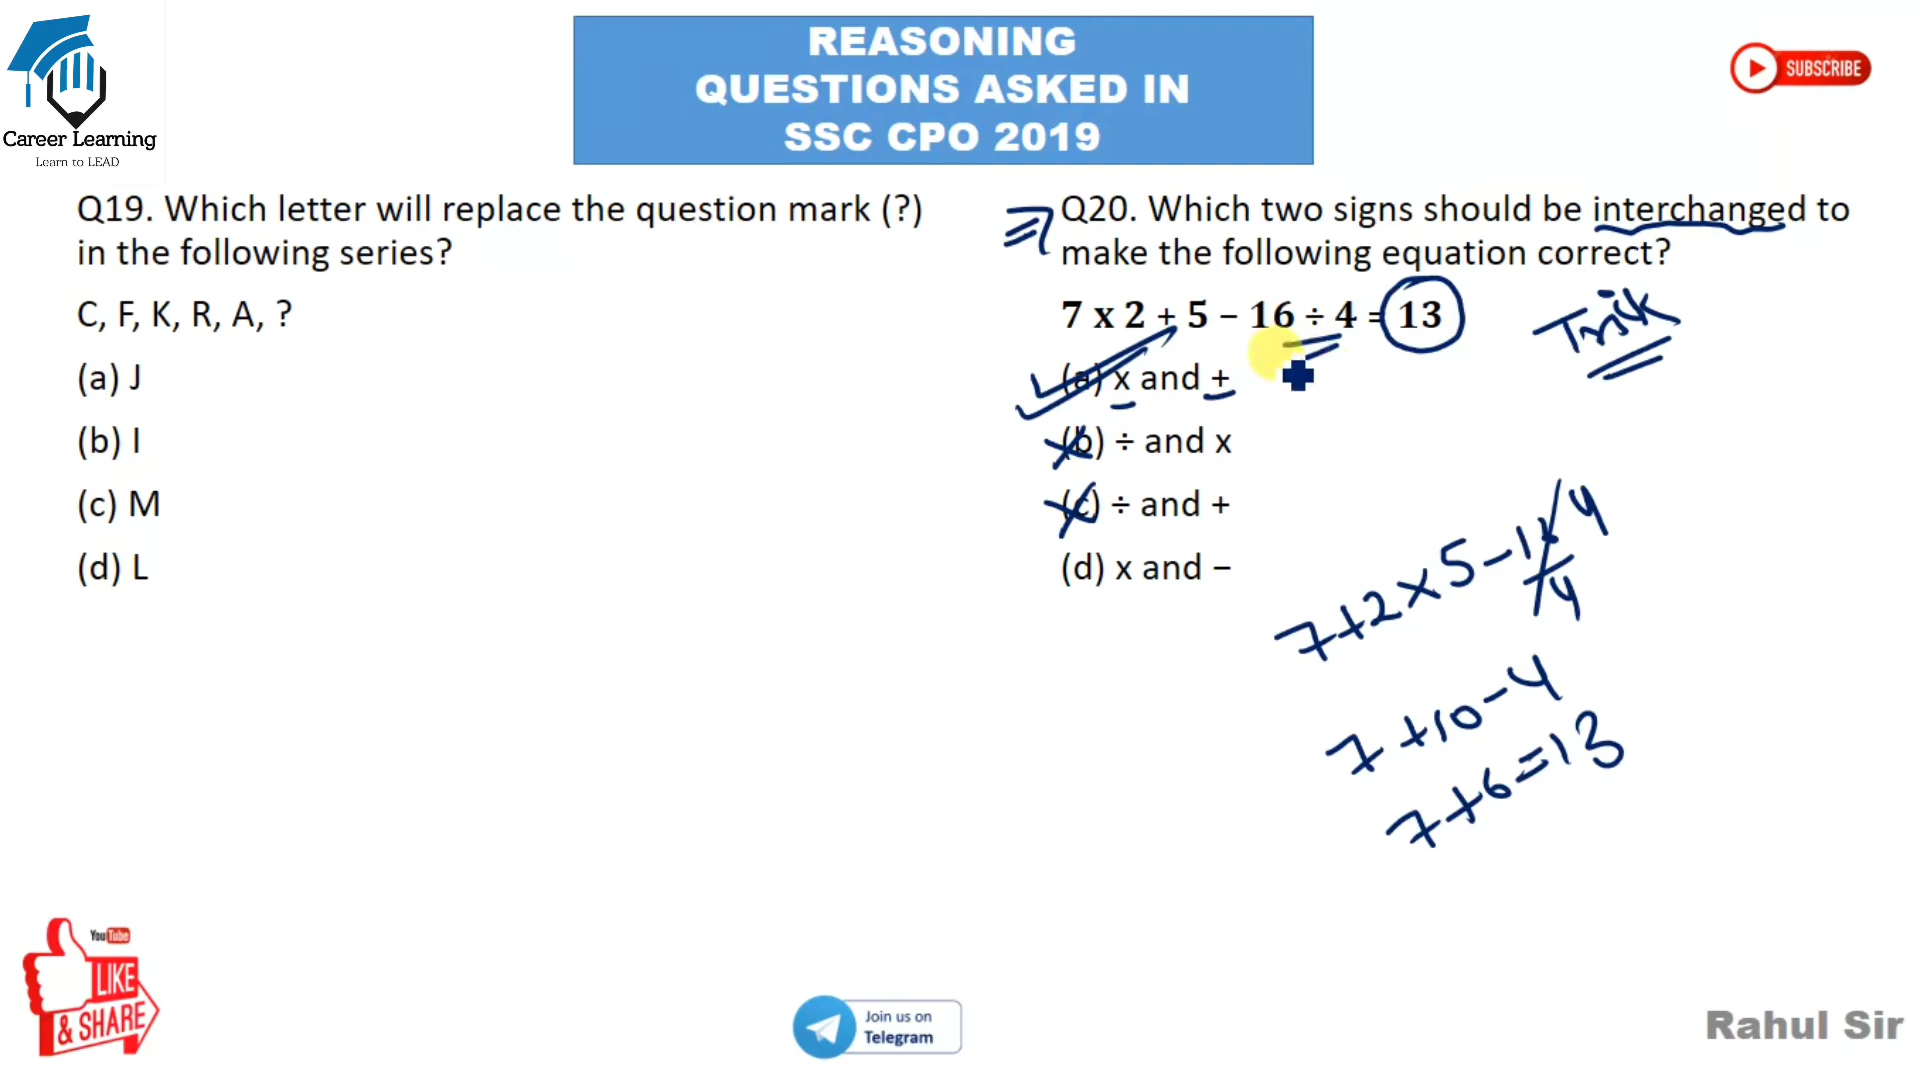 Career Learning
Learn to LEAD
REASONING
QUESTIONS ASKED IN
SSC CPO 2019
SUBSCRIBE
Q19. Which letter will replace the question mark (?)
in the following series?
C, F, K, R, A, ?
(a) J
(b) I
(c) M
(d) L
Q20. Which two signs should be interchanged to
make the following equation correct?
7 x 2 + 5 − 16 ÷ 4 = 13
Trick
(a) x and +
(b) ÷ and x
(c) ÷ and +
(d) x and −
7+2×5-16/4 4
7+10-4
7+6=13
YouTube
LIKE
& SHARE
Join us on
Telegram
Rahul Sir